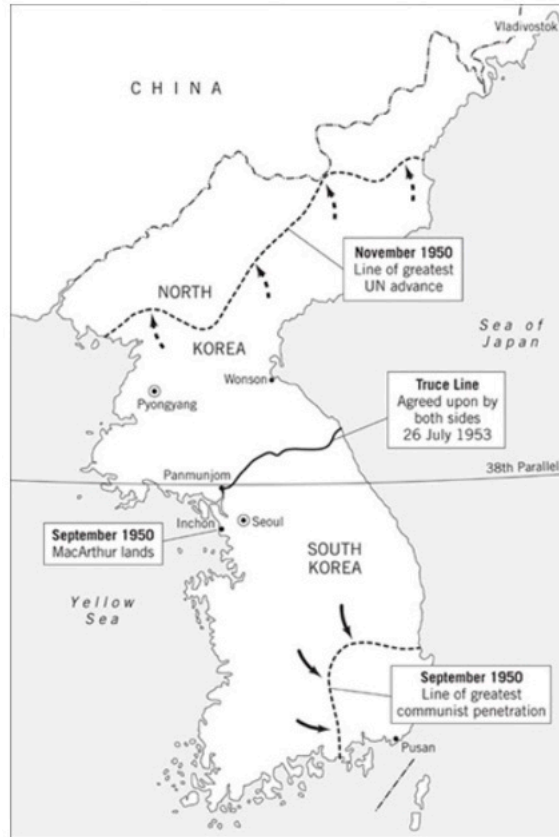 Vladivostok
CHINA
November 1950
Line of greatest
UN advance
NORTH
KOREA
Sea of
Japan
Wonson
Truce Line
Agreed upon by
both sides
26 July 1953
Pyongyang
Panmunjom
38th Parallel
September 1950
MacArthur lands
Inchon
Seoul
SOUTH
KOREA
Yellow
Sea
September 1950
Line of greatest
communist penetration
Pusan